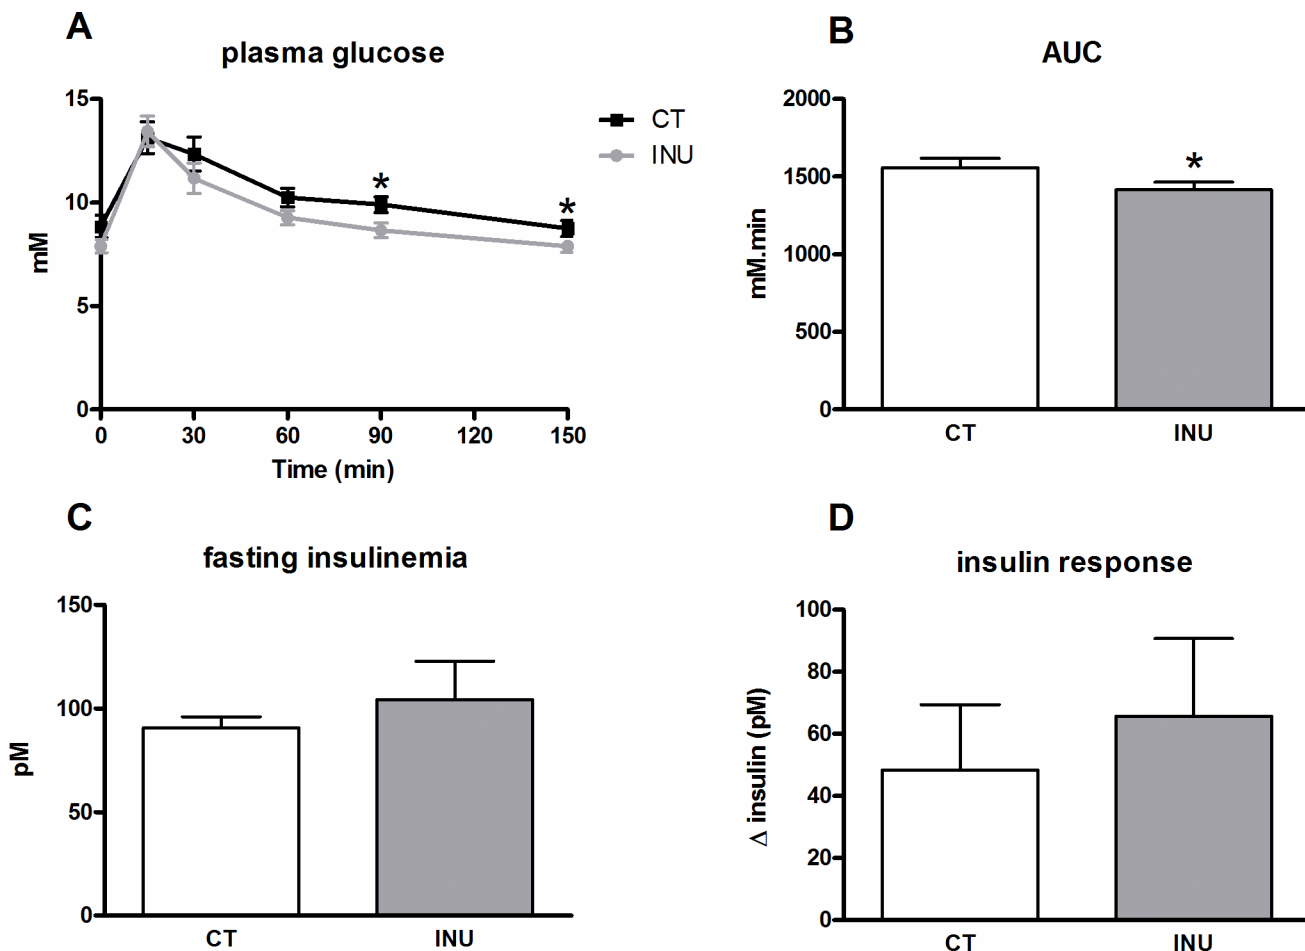 A
plasma glucose
15
10
5
0
mM
0 30 60 90 120 150
Time (min)
* *
CT
INU
B
AUC
2000
1500
1000
500
0
mM.min
*
CT INU
C
fasting insulinemia
150
100
50
0
pM
CT INU
D
insulin response
100
80
60
40
20
0
Δ insulin (pM)
CT INU